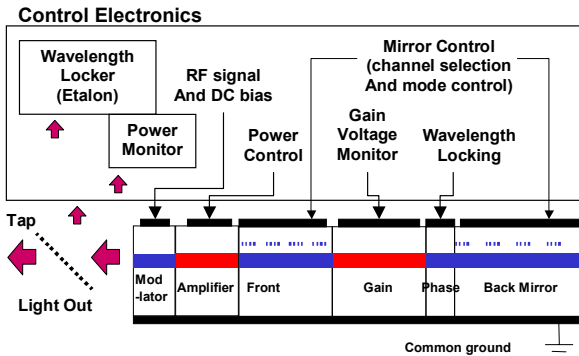 Control Electronics
Wavelength
Locker
(Etalon)
Power
Monitor
RF signal
And DC bias
Power
Control
Mirror Control
(channel selection
And mode control)
Gain
Voltage
Monitor
Wavelength
Locking
Tap
Light Out
Mod
-lator
Amplifier
Front
Gain
Phase
Back Mirror
Common ground